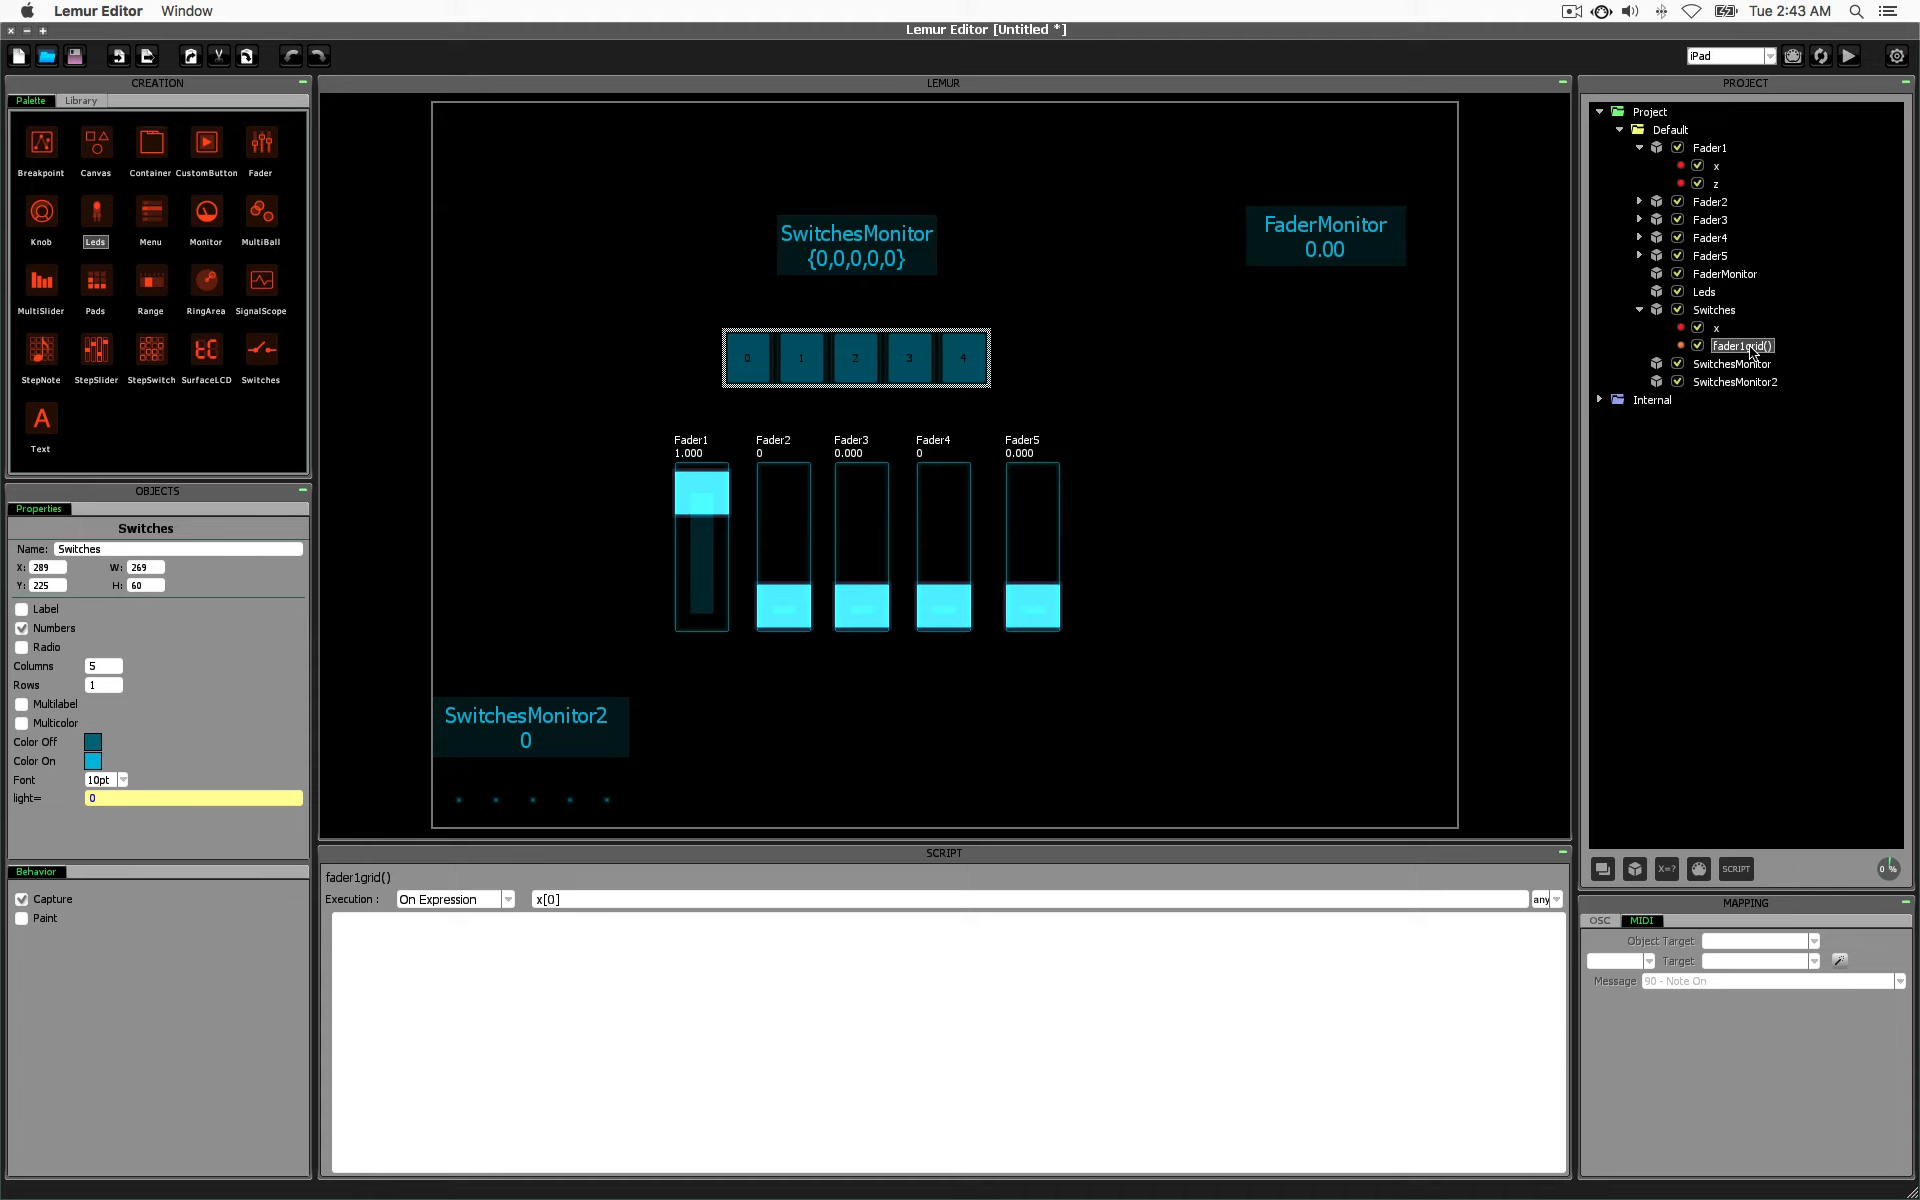 Lemur Editor Window
Tue 2:43 AM
Lemur Editor [Untitled *]
iPad
CREATION
Palette Library
Breakpoint Canvas Container CustomButton Fader
Knob Leds Menu Monitor MultiBall
MultiSlider Pads Range RingArea SignalScope
StepNote StepSlider StepSwitch SurfaceLCD Switches
A
Text
OBJECTS
Properties
Switches
Name: Switches
X: 289 W: 269
Y: 225 H: 60
Label
Numbers
Radio
Columns 5
Rows 1
Multilabel
Multicolor
Color Off
Color On
Font 10pt
light= 0
Behavior
Capture
Paint
LEMUR
SwitchesMonitor
{0,0,0,0,0}
FaderMonitor
0.00
0 1 2 3 4
Fader1 Fader2 Fader3 Fader4 Fader5
1.000 0 0.000 0 0.000
SwitchesMonitor2
0
SCRIPT
fader1grid()
Execution : On Expression x[0] any
PROJECT
Project
Default
Fader1
x
z
Fader2
Fader3
Fader4
Fader5
FaderMonitor
Leds
Switches
x
fader1grid()
SwitchesMonitor
SwitchesMonitor2
Internal
X=? SCRIPT 0 %
MAPPING
OSC MIDI
Object Target
Target
Message 90 - Note On